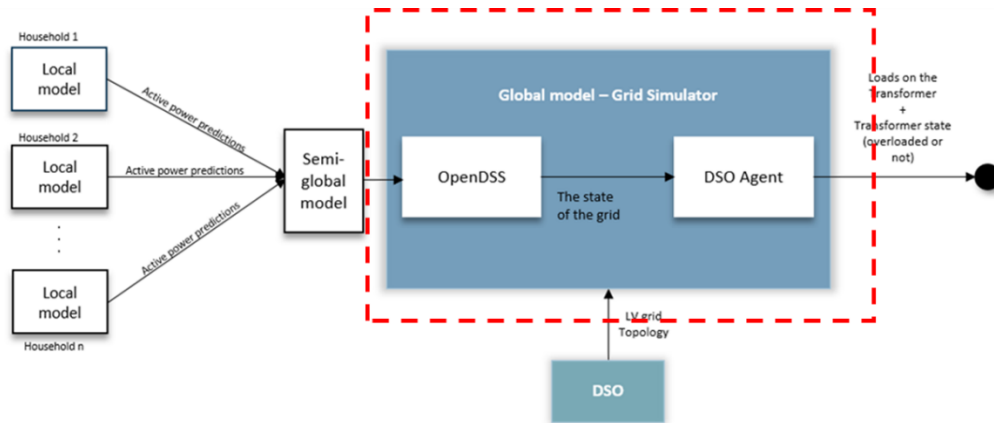 Household 1
Local
model
Active power predictions
Household 2
Local
model
Active power predictions
.
.
.
Local
model
Household n
Active power predictions
Semi-
global
model
Global model – Grid Simulator
OpenDSS
The state
of the grid
DSO Agent
Loads on the
Transformer
+
Transformer state
(overloaded or
not)
LV grid
Topology
DSO